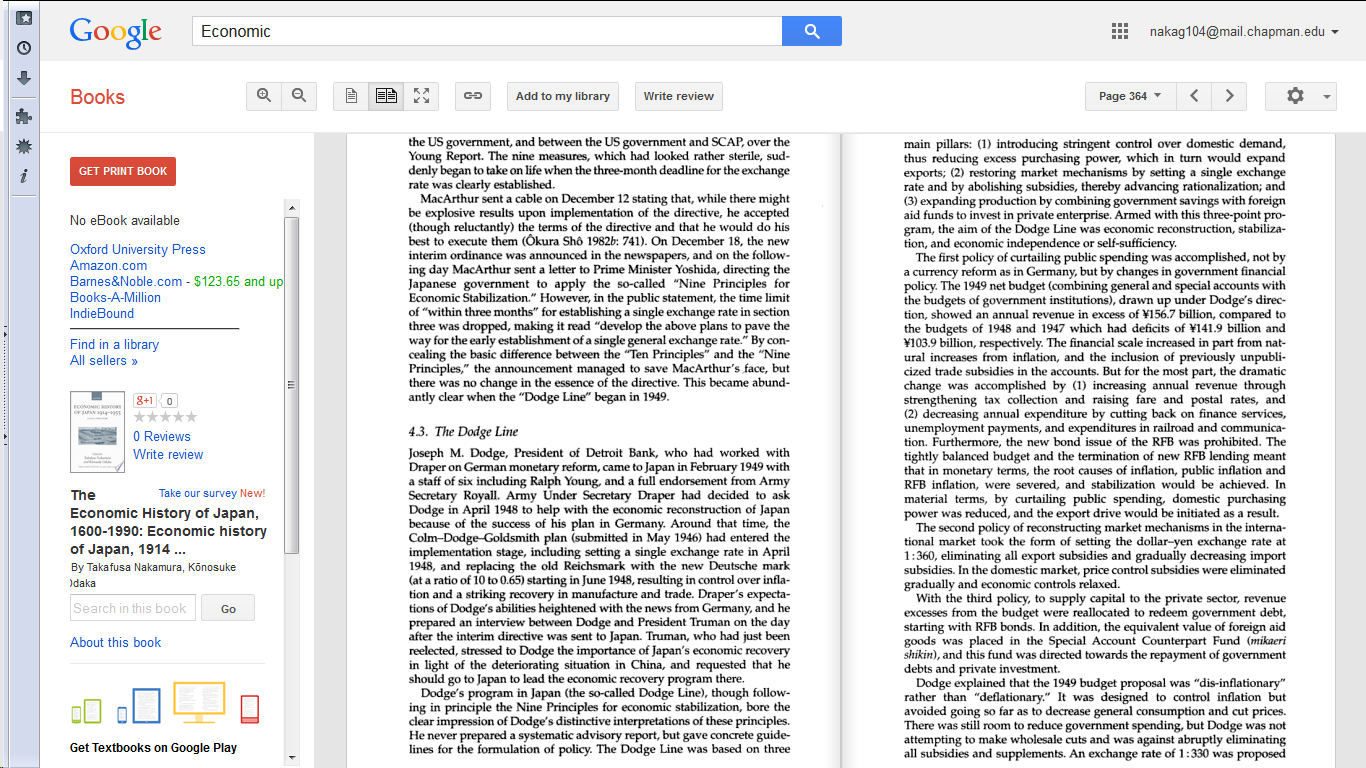 Google
Economic
nakag104@mail.chapman.edu
Books
Add to my library
Write review
Page 364
GET PRINT BOOK
No eBook available
Oxford University Press
Amazon.com
Barnes&Noble.com - $123.65 and up
Books-A-Million
IndieBound
Find in a library
All sellers »
ECONOMIC HISTORY
OF JAPAN 1914-1955
g+1 0
0 Reviews
Write review
Take our survey New!
The
Economic History of Japan,
1600-1990: Economic history
of Japan, 1914 ...
By Takafusa Nakamura, Kōnosuke
Odaka
Search in this book
Go
About this book
Get Textbooks on Google Play
the US government, and between the US government and SCAP, over the
Young Report. The nine measures, which had looked rather sterile, sud-
denly began to take on life when the three-month deadline for the exchange
rate was clearly established.
MacArthur sent a cable on December 12 stating that, while there might
be explosive results upon implementation of the directive, he accepted
(though reluctantly) the terms of the directive and that he would do his
best to execute them (Ôkura Shô 1982b: 741). On December 18, the new
interim ordinance was announced in the newspapers, and on the follow-
ing day MacArthur sent a letter to Prime Minister Yoshida, directing the
Japanese government to apply the so-called “Nine Principles for
Economic Stabilization.” However, in the public statement, the time limit
of “within three months” for establishing a single exchange rate in section
three was dropped, making it read “develop the above plans to pave the
way for the early establishment of a single general exchange rate.” By con-
cealing the basic difference between the “Ten Principles” and the “Nine
Principles,” the announcement managed to save MacArthur's face, but
there was no change in the essence of the directive. This became abund-
antly clear when the “Dodge Line” began in 1949.
4.3. The Dodge Line
Joseph M. Dodge, President of Detroit Bank, who had worked with
Draper on German monetary reform, came to Japan in February 1949 with
a staff of six including Ralph Young, and a full endorsement from Army
Secretary Royall. Army Under Secretary Draper had decided to ask
Dodge in April 1948 to help with the economic reconstruction of Japan
because of the success of his plan in Germany. Around that time, the
Colm–Dodge–Goldsmith plan (submitted in May 1946) had entered the
implementation stage, including setting a single exchange rate in April
1948, and replacing the old Reichsmark with the new Deutsche mark
(at a ratio of 10 to 0.65) starting in June 1948, resulting in control over infla-
tion and a striking recovery in manufacture and trade. Draper's expecta-
tions of Dodge's abilities heightened with the news from Germany, and he
prepared an interview between Dodge and President Truman on the day
after the interim directive was sent to Japan. Truman, who had just been
reelected, stressed to Dodge the importance of Japan's economic recovery
in light of the deteriorating situation in China, and requested that he
should go to Japan to lead the economic recovery program there.
Dodge's program in Japan (the so-called Dodge Line), though follow-
ing in principle the Nine Principles for economic stabilization, bore the
clear impression of Dodge's distinctive interpretations of these principles.
He never prepared a systematic advisory report, but gave concrete guide-
lines for the formulation of policy. The Dodge Line was based on three
main pillars: (1) introducing stringent control over domestic demand,
thus reducing excess purchasing power, which in turn would expand
exports; (2) restoring market mechanisms by setting a single exchange
rate and by abolishing subsidies, thereby advancing rationalization; and
(3) expanding production by combining government savings with foreign
aid funds to invest in private enterprise. Armed with this three-point pro-
gram, the aim of the Dodge Line was economic reconstruction, stabiliza-
tion, and economic independence or self-sufficiency.
The first policy of curtailing public spending was accomplished, not by
a currency reform as in Germany, but by changes in government financial
policy. The 1949 net budget (combining general and special accounts with
the budgets of government institutions), drawn up under Dodge's direc-
tion, showed an annual revenue in excess of ¥156.7 billion, compared to
the budgets of 1948 and 1947 which had deficits of ¥141.9 billion and
¥103.9 billion, respectively. The financial scale increased in part from nat-
ural increases from inflation, and the inclusion of previously unpubli-
cized trade subsidies in the accounts. But for the most part, the dramatic
change was accomplished by (1) increasing annual revenue through
strengthening tax collection and raising fare and postal rates, and
(2) decreasing annual expenditure by cutting back on finance services,
unemployment payments, and expenditures in railroad and communica-
tion. Furthermore, the new bond issue of the RFB was prohibited. The
tightly balanced budget and the termination of new RFB lending meant
that in monetary terms, the root causes of inflation, public inflation and
RFB inflation, were severed, and stabilization would be achieved. In
material terms, by curtailing public spending, domestic purchasing
power was reduced, and the export drive would be initiated as a result.
The second policy of reconstructing market mechanisms in the interna-
tional market took the form of setting the dollar–yen exchange rate at
1:360, eliminating all export subsidies and gradually decreasing import
subsidies. In the domestic market, price control subsidies were eliminated
gradually and economic controls relaxed.
With the third policy, to supply capital to the private sector, revenue
excesses from the budget were reallocated to redeem government debt,
starting with RFB bonds. In addition, the equivalent value of foreign aid
goods was placed in the Special Account Counterpart Fund (mikaeri
shikin), and this fund was directed towards the repayment of government
debts and private investment.
Dodge explained that the 1949 budget proposal was “dis-inflationary”
rather than “deflationary.” It was designed to control inflation but
avoided going so far as to decrease general consumption and cut prices.
There was still room to reduce government spending, but Dodge was not
attempting to make wholesale cuts and was against abruptly eliminating
all subsidies and supplements. An exchange rate of 1:330 was proposed